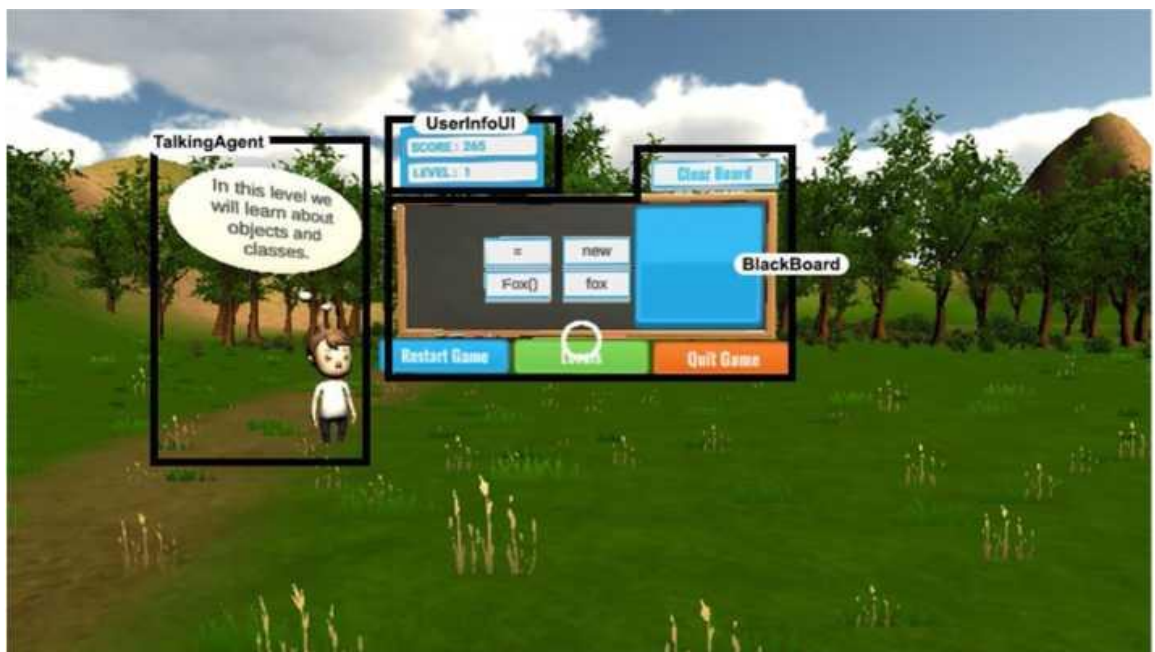 TalkingAgent
In this level we
will learn about
objects and
classes.
UserInfoUI
SCORE: 265
LEVEL: 1
Clear Board
= new
Fox() fox
BlackBoard
Restart Game
Levels
Quit Game